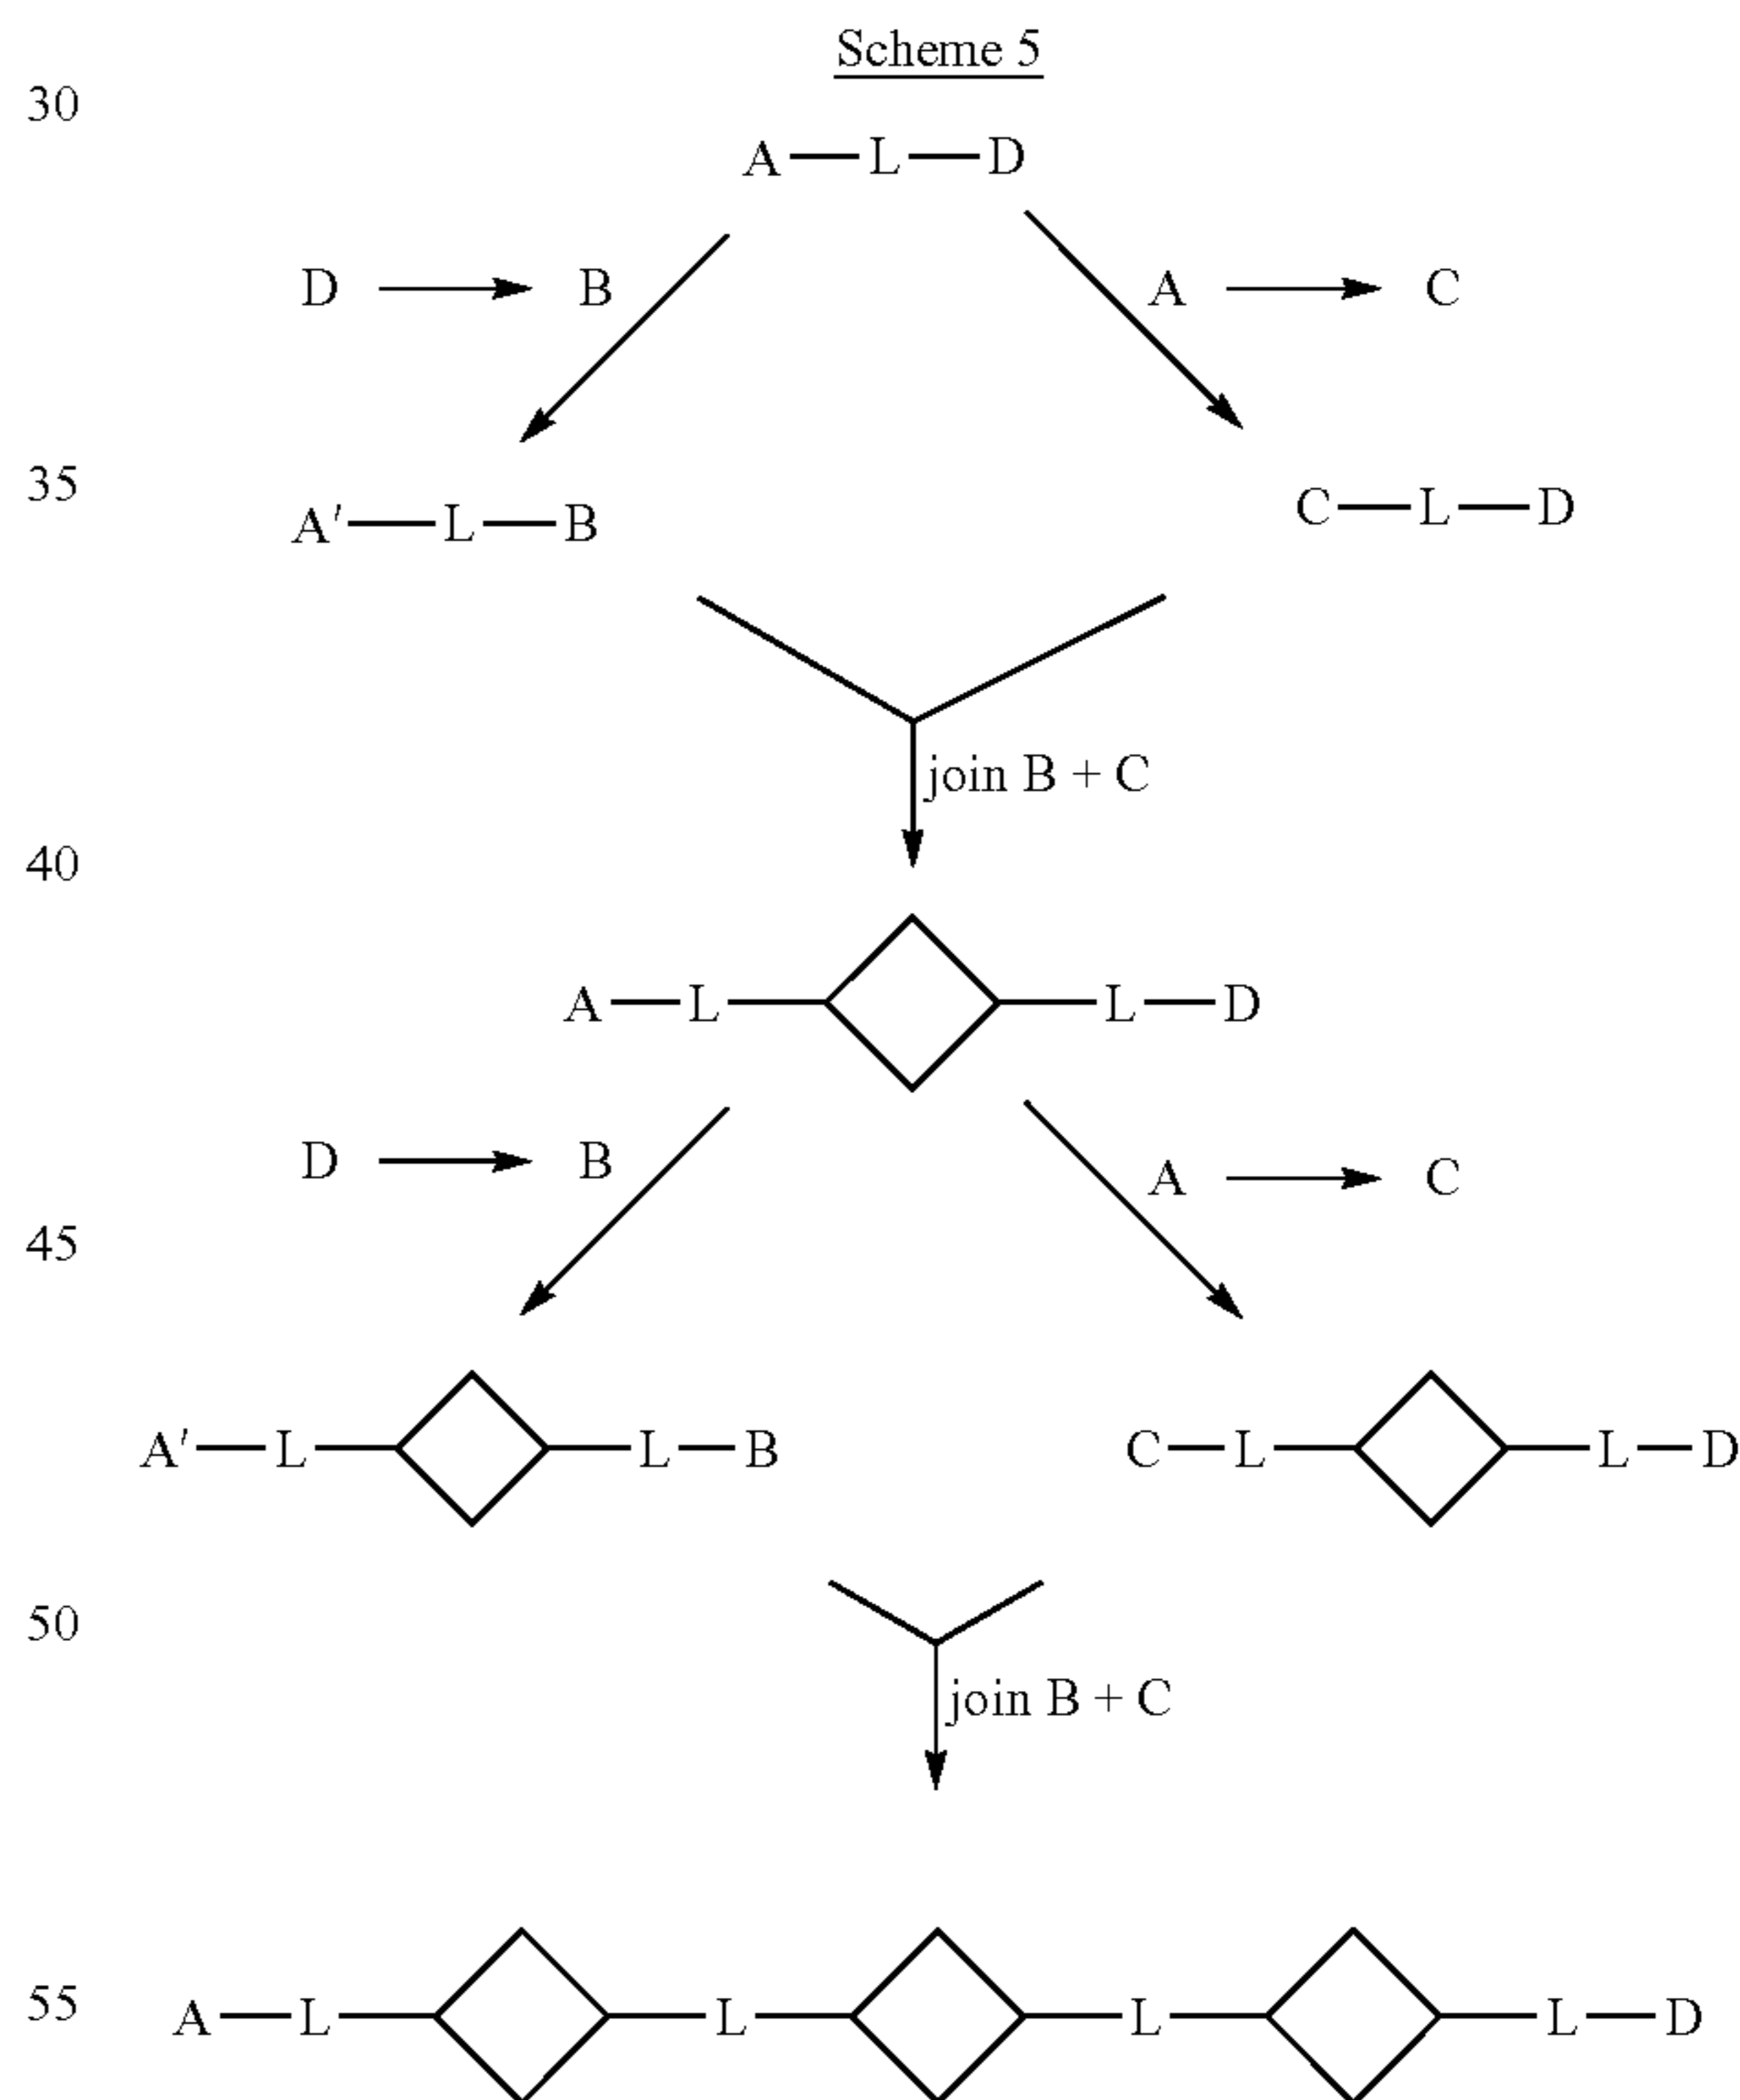 Scheme 5
30
A — L — D
D → B A → C
35
A′ — L — B C — L — D
join B + C
40
A — L — L — D
D → B A → C
45
A′ — L — L — B C — L — L — D
50
join B + C
55 A — L — L — L — L — D